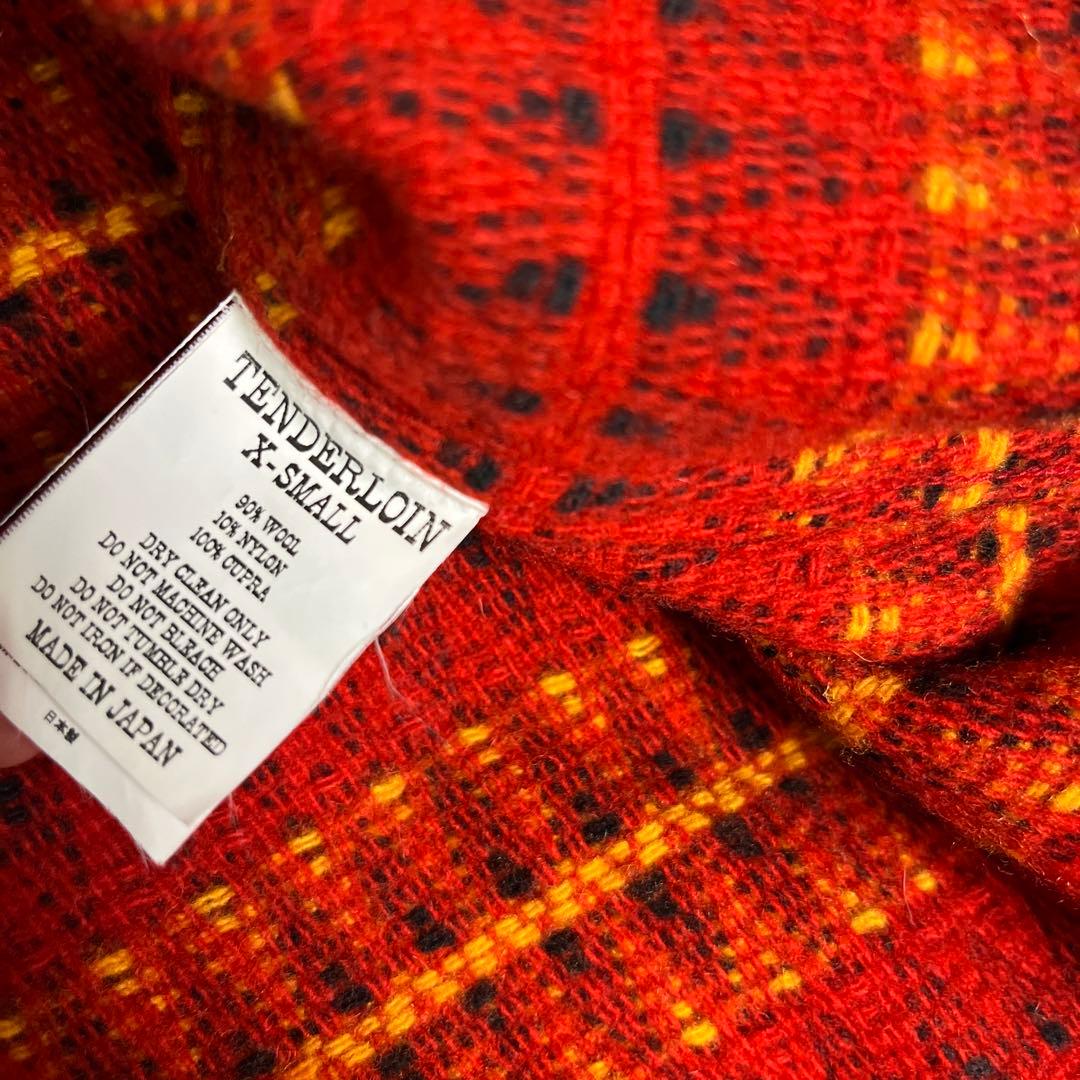 TENDERLOIN
X-SMALL
90% WOOL
10% NYLON
100% CUPRA
DRY CLEAN ONLY
DO NOT MACHINE WASH
DO NOT BLEACH
DO NOT TUMBLE DRY
DO NOT IRON IF DECORATED
MADE IN JAPAN
日本製